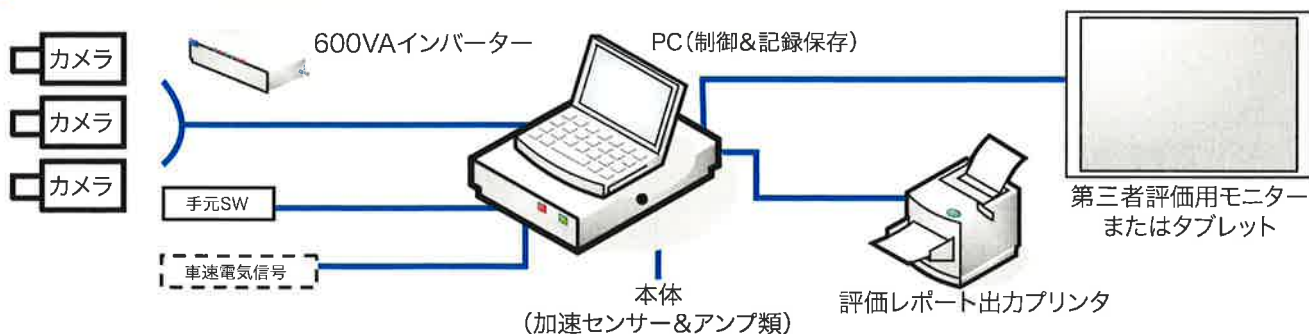 600VAインバーター
PC(制御&記録保存)
カメラ
カメラ
カメラ
手元SW
車速電気信号
本体
(加速センサー&アンプ類)
評価レポート出力プリンタ
第三者評価用モニター
またはタブレット